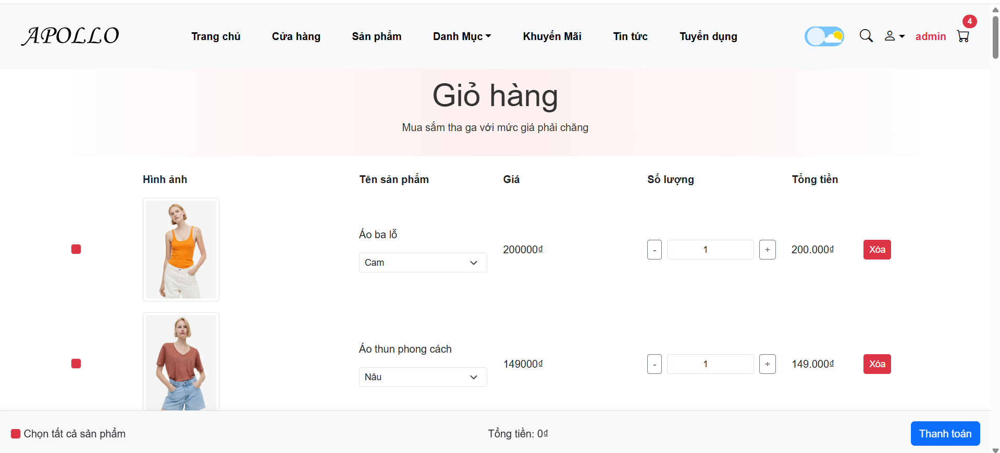 APOLLO
Trang chủ
Cửa hàng
Sản phẩm
Danh Mục
Khuyến Mãi
Tin tức
Tuyển dụng
admin
4
Giỏ hàng
Mua sắm tha ga với mức giá phải chăng
Hình ảnh
Tên sản phẩm
Giá
Số lượng
Tổng tiền
Áo ba lỗ
Cam
200000₫
-
1
+
200.000₫
Xóa
Áo thun phong cách
Nâu
149000₫
-
1
+
149.000₫
Xóa
Chọn tất cả sản phẩm
Tổng tiền: 0₫
Thanh toán